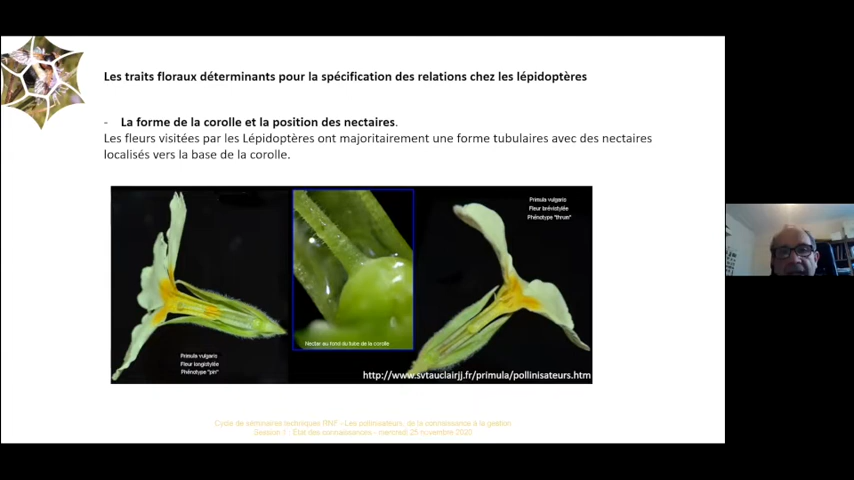 Les traits floraux déterminants pour la spécification des relations chez les lépidoptères
- La forme de la corolle et la position des nectaires.
Les fleurs visitées par les Lépidoptères ont majoritairement une forme tubulaires avec des nectaires
localisés vers la base de la corolle.
Primula vulgaris
Fleur longistylée
Phénotype "pin"
Nectar au fond du tube de la corolle
Primula vulgaris
Fleur brévistylée
Phénotype "thrum"
http://www.svtauclairjj.fr/primula/pollinisateurs.htm
Cycle de séminaires techniques RNF - Les pollinisateurs, de la connaissance à la gestion
Session 1 : Etat des connaissances - mercredi 25 novembre 2020